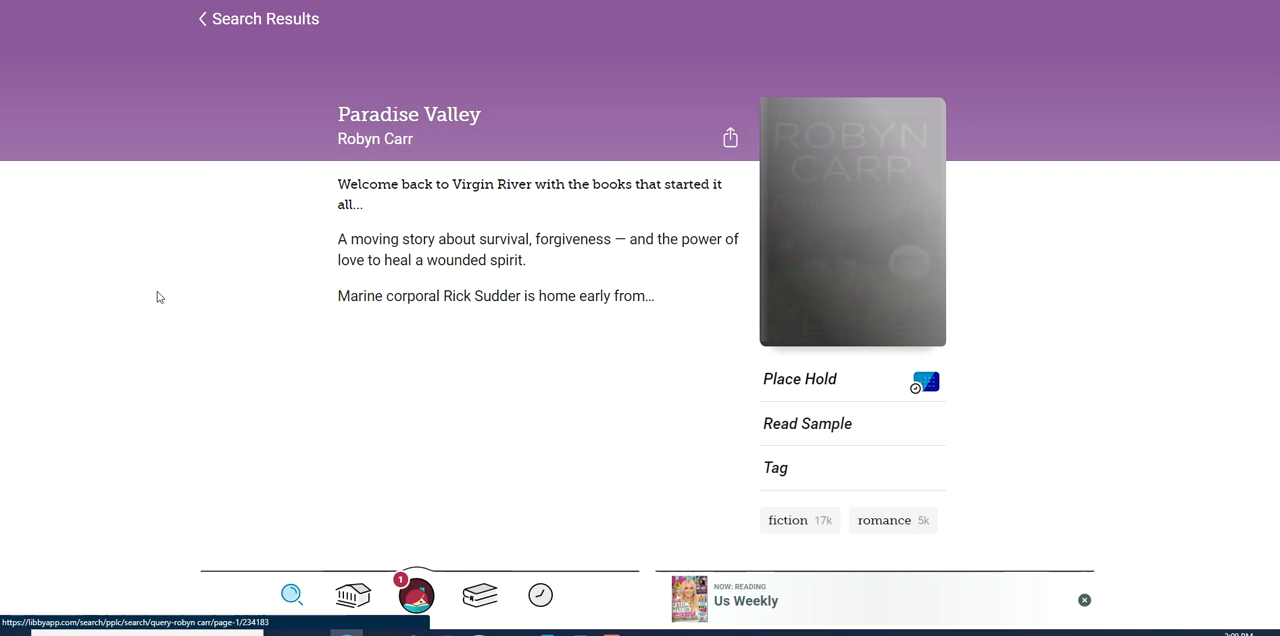 Search Results
Paradise Valley
Robyn Carr
ROBYN
CARR
Welcome back to Virgin River with the books that started it
all...
A moving story about survival, forgiveness — and the power of
love to heal a wounded spirit.
Marine corporal Rick Sudder is home early from...
Place Hold
Read Sample
Tag
fiction 17k romance 5k
1
NOW: READING
Us Weekly
https://libbyapp.com/search/pplc/search/query-robyn carr/page-1/234183